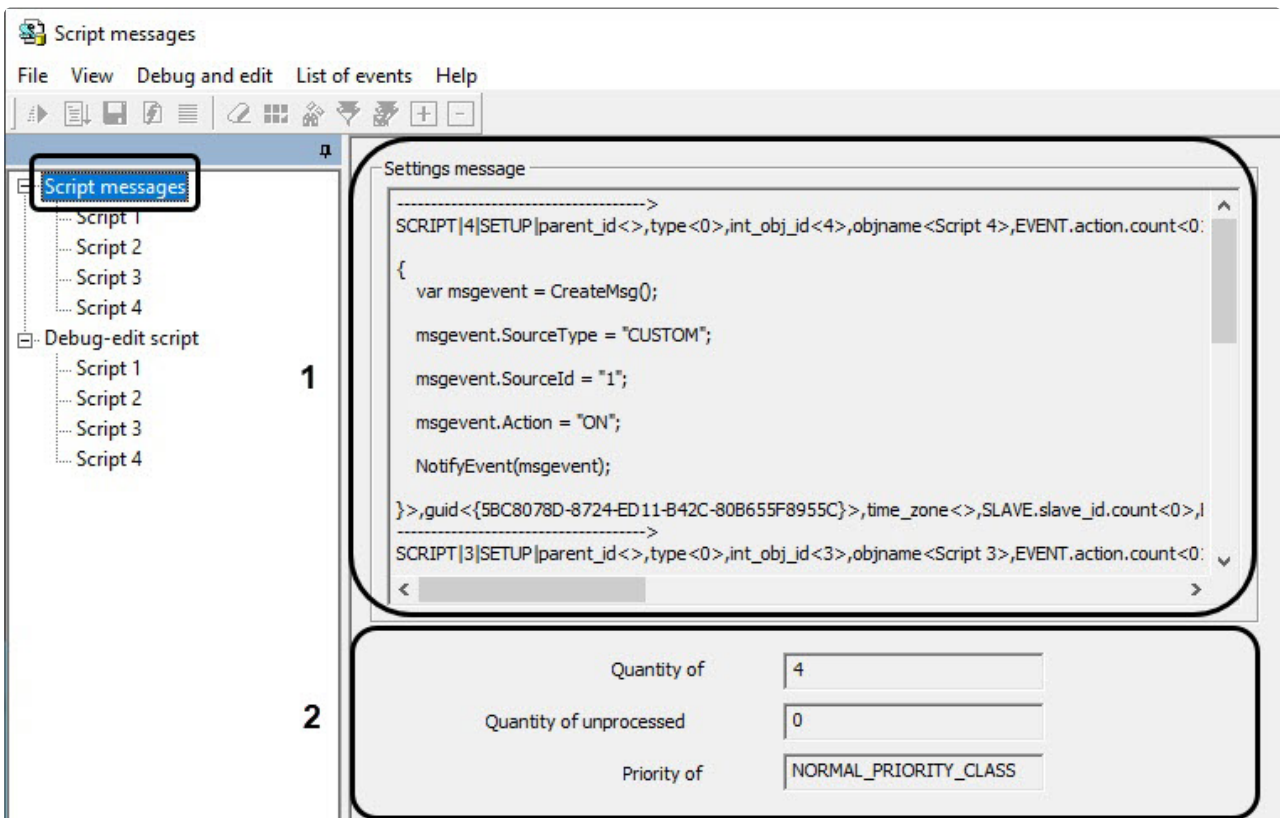 Script messages
File View Debug and edit List of events Help
Script messages
Script 1
Script 2
Script 3
Script 4
Debug-edit script
Script 1
Script 2
Script 3
Script 4
1
Settings message
------------------------------------->
SCRIPT|4|SETUP|parent_id<>,type<0>,int_obj_id<4>,objname<Script 4>,EVENT.action.count<0
{
var msgevent = CreateMsg();
msgevent.SourceType = "CUSTOM";
msgevent.SourceId = "1";
msgevent.Action = "ON";
NotifyEvent(msgevent);
}>,guid<{5BC8078D-8724-ED11-B42C-80B655F8955C}>,time_zone<>,SLAVE.slave_id.count<0>,
------------------------------------->
SCRIPT|3|SETUP|parent_id<>,type<0>,int_obj_id<3>,objname<Script 3>,EVENT.action.count<0
2
Quantity of 4
Quantity of unprocessed 0
Priority of NORMAL_PRIORITY_CLASS